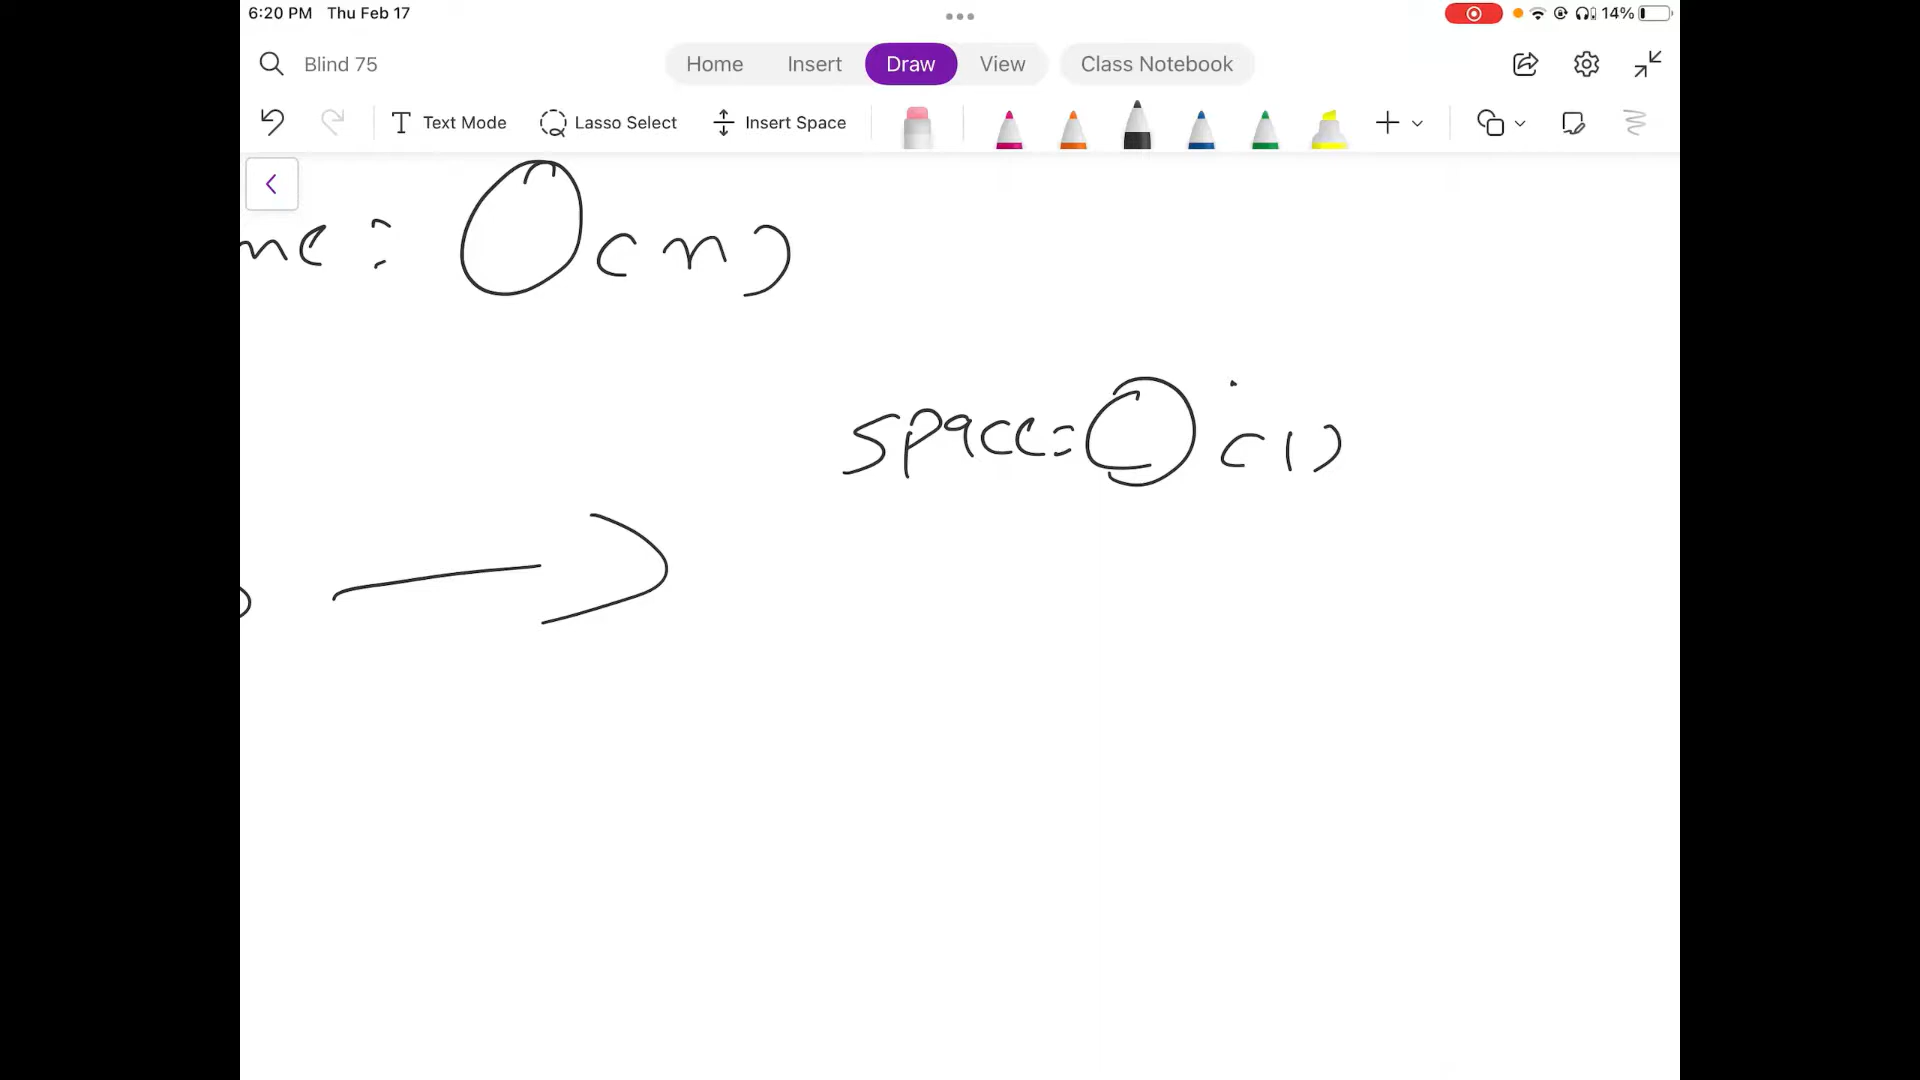 6:20 PM Thu Feb 17 14%
Blind 75 Home Insert Draw View Class Notebook
Text Mode Lasso Select Insert Space
me: O(n)
space=O(1)